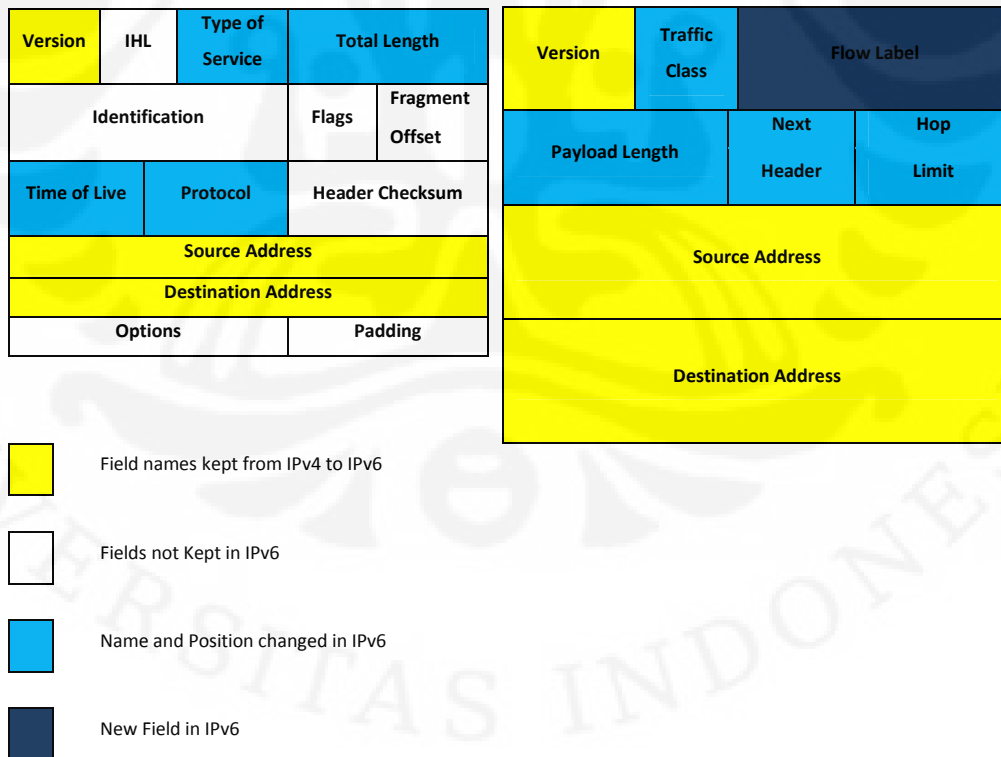 Version
IHL
Type of
Service
Total Length
Identification
Flags
Fragment
Offset
Time of Live
Protocol
Header Checksum
Source Address
Destination Address
Options
Padding
Version
Traffic
Class
Flow Label
Payload Length
Next
Header
Hop
Limit
Source Address
Destination Address
Field names kept from IPv4 to IPv6
Fields not Kept in IPv6
Name and Position changed in IPv6
New Field in IPv6
VERSITAS INDONES